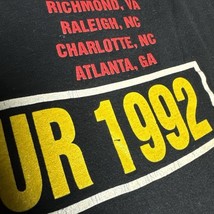 RICHMOND, VA
RALEIGH, NC
CHARLOTTE, NC
ATLANTA, GA
UR 1992